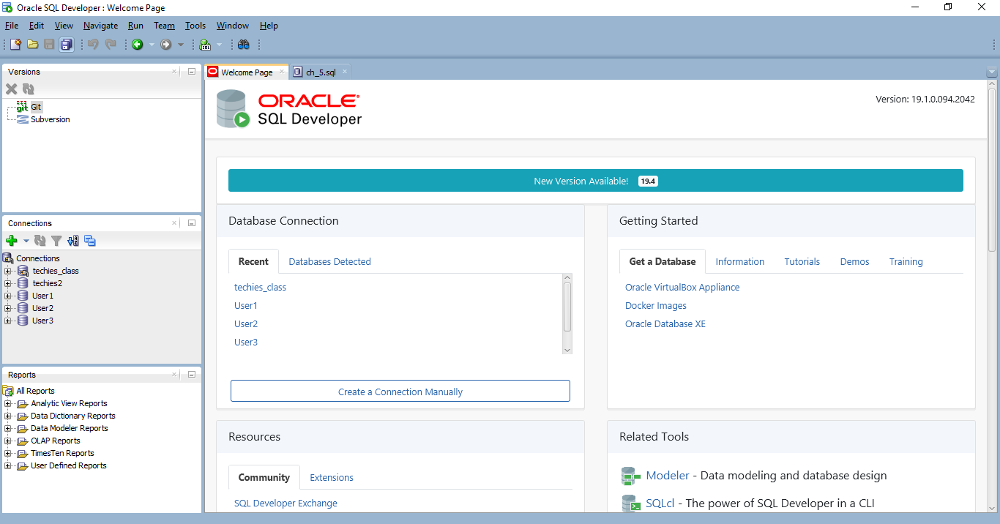 Oracle SQL Developer : Welcome Page
File Edit View Navigate Run Team Tools Window Help
SQL
Versions
git Git
Subversion
Connections
Connections
techies_class
techies2
User1
User2
User3
Reports
All Reports
Analytic View Reports
Data Dictionary Reports
Data Modeler Reports
OLAP Reports
TimesTen Reports
User Defined Reports
Welcome Page ch_5.sql
ORACLE
SQL Developer
Version: 19.1.0.094.2042
New Version Available! 19.4
Database Connection
Recent Databases Detected
techies_class
User1
User2
User3
Create a Connection Manually
Getting Started
Get a Database Information Tutorials Demos Training
Oracle VirtualBox Appliance
Docker Images
Oracle Database XE
Resources
Community Extensions
SQL Developer Exchange
Related Tools
Modeler - Data modeling and database design
SQLcl - The power of SQL Developer in a CLI